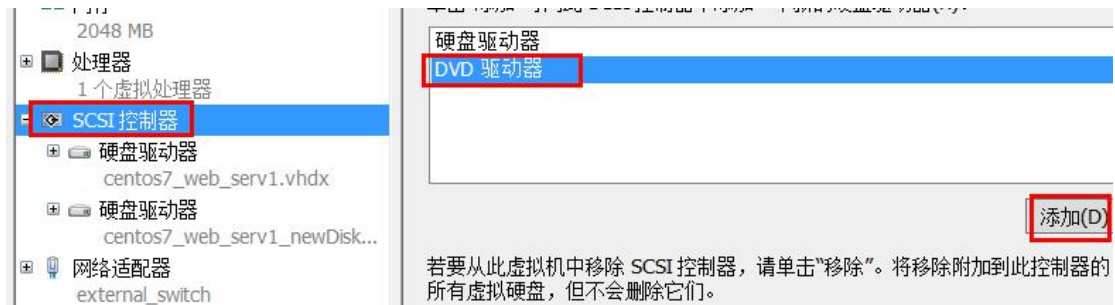 2048 MB
处理器
1 个虚拟处理器
SCSI 控制器
硬盘驱动器
centos7_web_serv1.vhdx
硬盘驱动器
centos7_web_serv1_newDisk...
网络适配器
external_switch
硬盘驱动器
DVD 驱动器
添加(D)
若要从此虚拟机中移除 SCSI 控制器，请单击“移除”。将移除附加到此控制器的
所有虚拟硬盘，但不会删除它们。